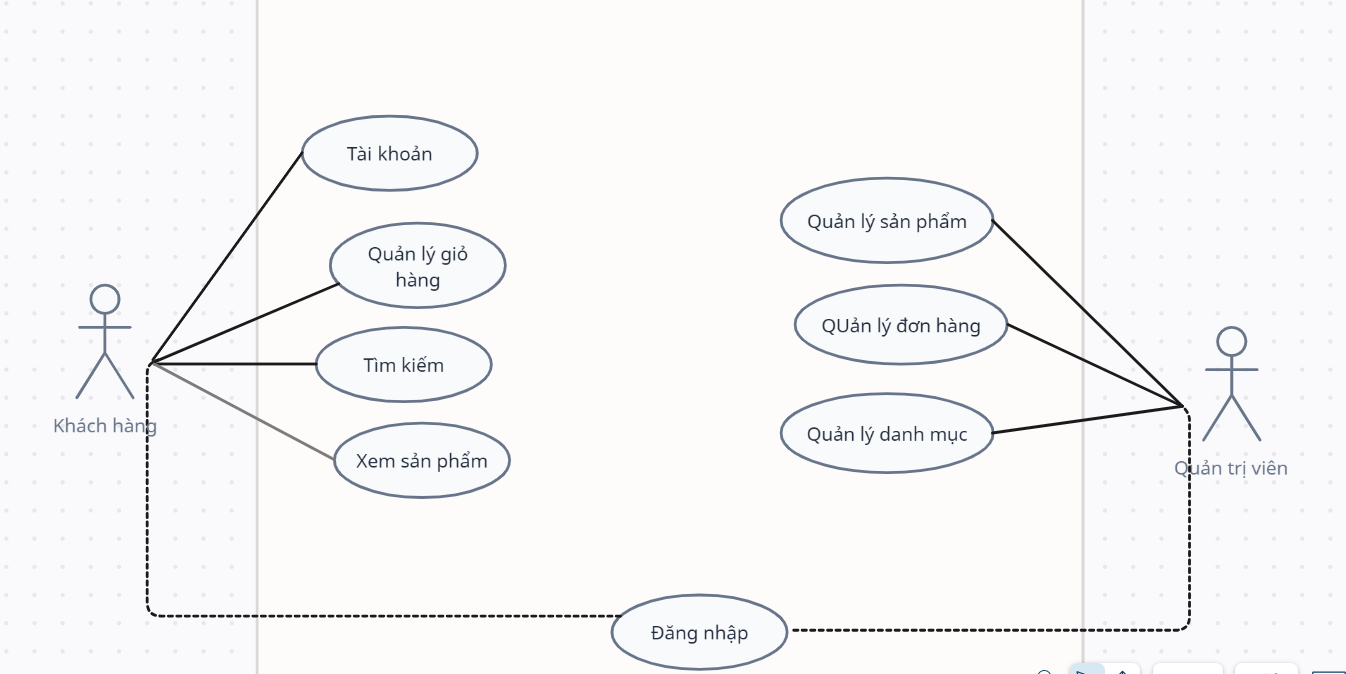 Tài khoản
Quản lý giỏ
hàng
Tìm kiếm
Xem sản phẩm
Khách hàng
Quản lý sản phẩm
QUản lý đơn hàng
Quản lý danh mục
Quản trị viên
Đăng nhập